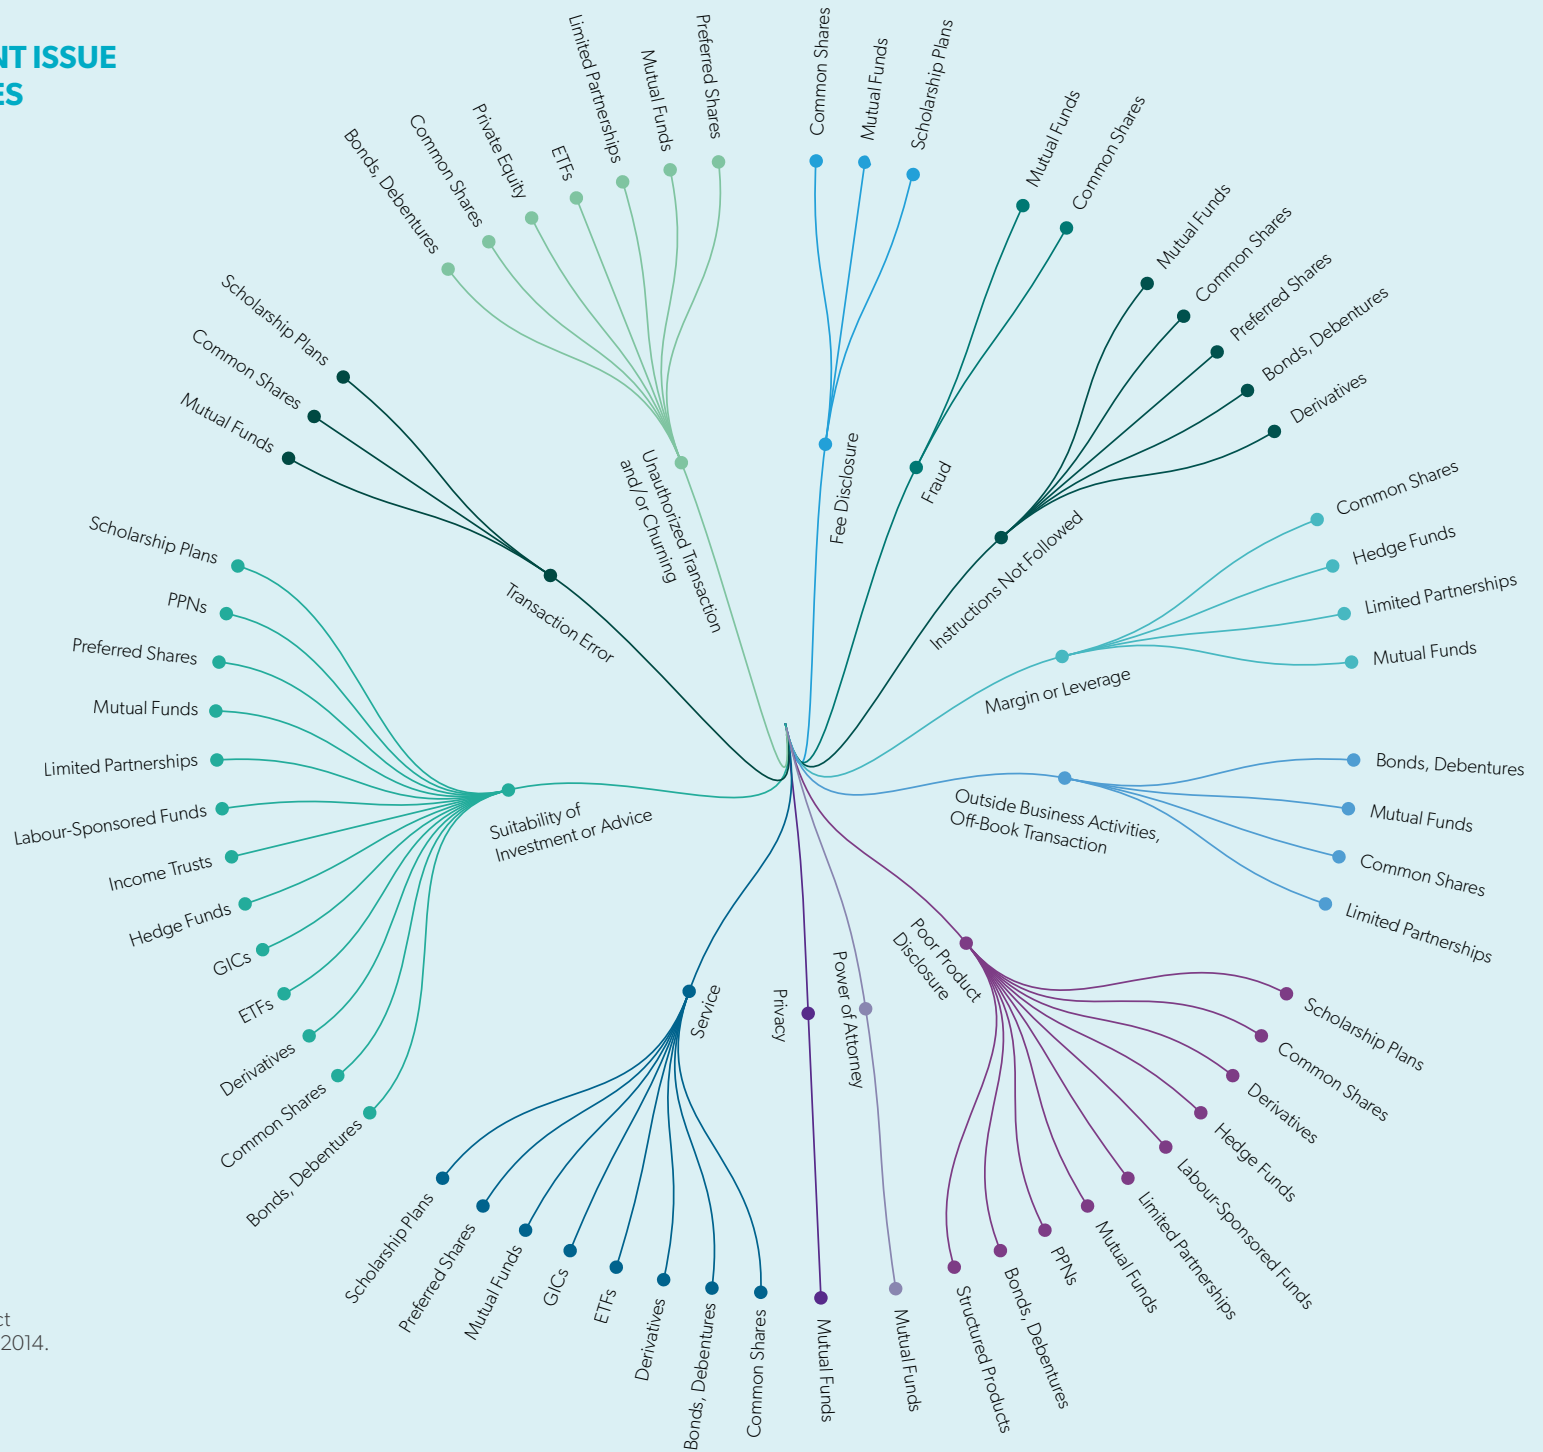 NT ISSUE
ES
Common Shares
Mutual Funds
Scholarship Plans
Fee Disclosure
Mutual Funds
Common Shares
Fraud
Mutual Funds
Common Shares
Preferred Shares
Bonds, Debentures
Derivatives
Instructions Not Followed
Common Shares
Hedge Funds
Limited Partnerships
Mutual Funds
Margin or Leverage
Bonds, Debentures
Mutual Funds
Common Shares
Limited Partnerships
Outside Business Activities,
Off-Book Transaction
Scholarship Plans
Common Shares
Derivatives
Hedge Funds
Labour-Sponsored Funds
Limited Partnerships
Mutual Funds
PPNs
Bonds, Debentures
Structured Products
Poor Product
Disclosure
Mutual Funds
Power of Attorney
Mutual Funds
Privacy
Common Shares
Bonds, Debentures
Derivatives
ETFs
GICs
Mutual Funds
Preferred Shares
Scholarship Plans
Service
Bonds, Debentures
Common Shares
Derivatives
ETFs
GICs
Hedge Funds
Income Trusts
Labour-Sponsored Funds
Limited Partnerships
Mutual Funds
Preferred Shares
PPNs
Scholarship Plans
Suitability of
Investment or Advice
Mutual Funds
Common Shares
Scholarship Plans
Transaction Error
Bonds, Debentures
Common Shares
Private Equity
ETFs
Limited Partnerships
Mutual Funds
Preferred Shares
Unauthorized Transaction
and/or Churning
ct
2014.